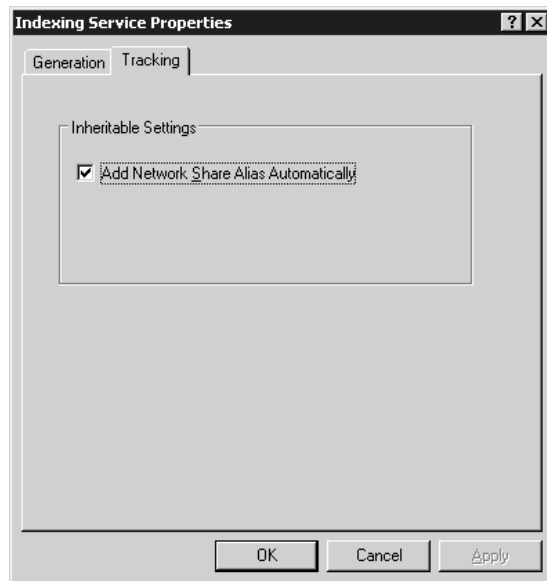 Indexing Service Properties
Generation
Tracking
Inheritable Settings
Add Network Share Alias Automatically
OK
Cancel
Apply